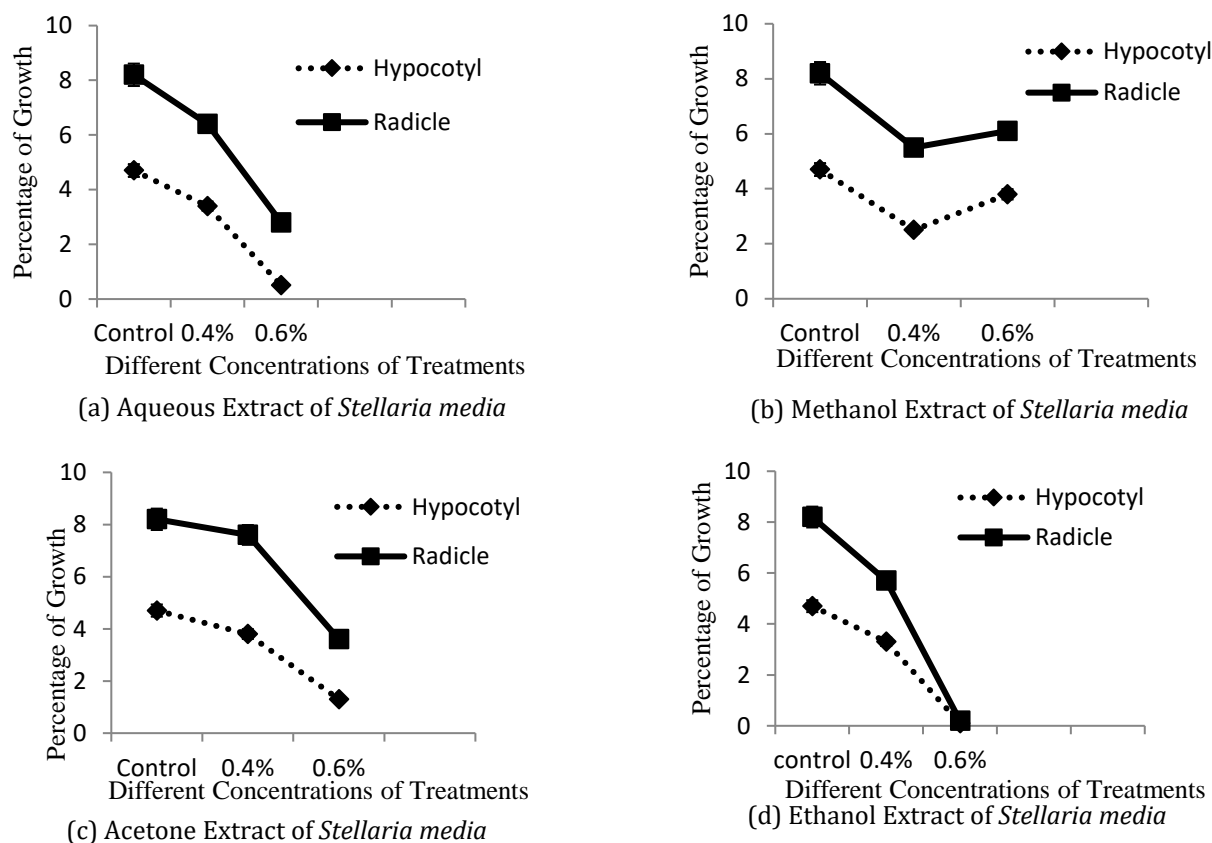 10
8
6
4
2
0
Percentage of Growth
Hypocotyl
Radicle
Control 0.4% 0.6%
Different Concentrations of Treatments
(a) Aqueous Extract of Stellaria media
10
8
6
4
2
0
Percentage of Growth
Hypocotyl
Radicle
Control 0.4% 0.6%
Different Concentrations of Treatments
(b) Methanol Extract of Stellaria media
10
8
6
4
2
0
Percentage of Growth
Hypocotyl
Radicle
Control 0.4% 0.6%
Different Concentrations of Treatments
(c) Acetone Extract of Stellaria media
10
8
6
4
2
0
Percentage of Growth
Hypocotyl
Radicle
control 0.4% 0.6%
Different Concentrations of Treatments
(d) Ethanol Extract of Stellaria media